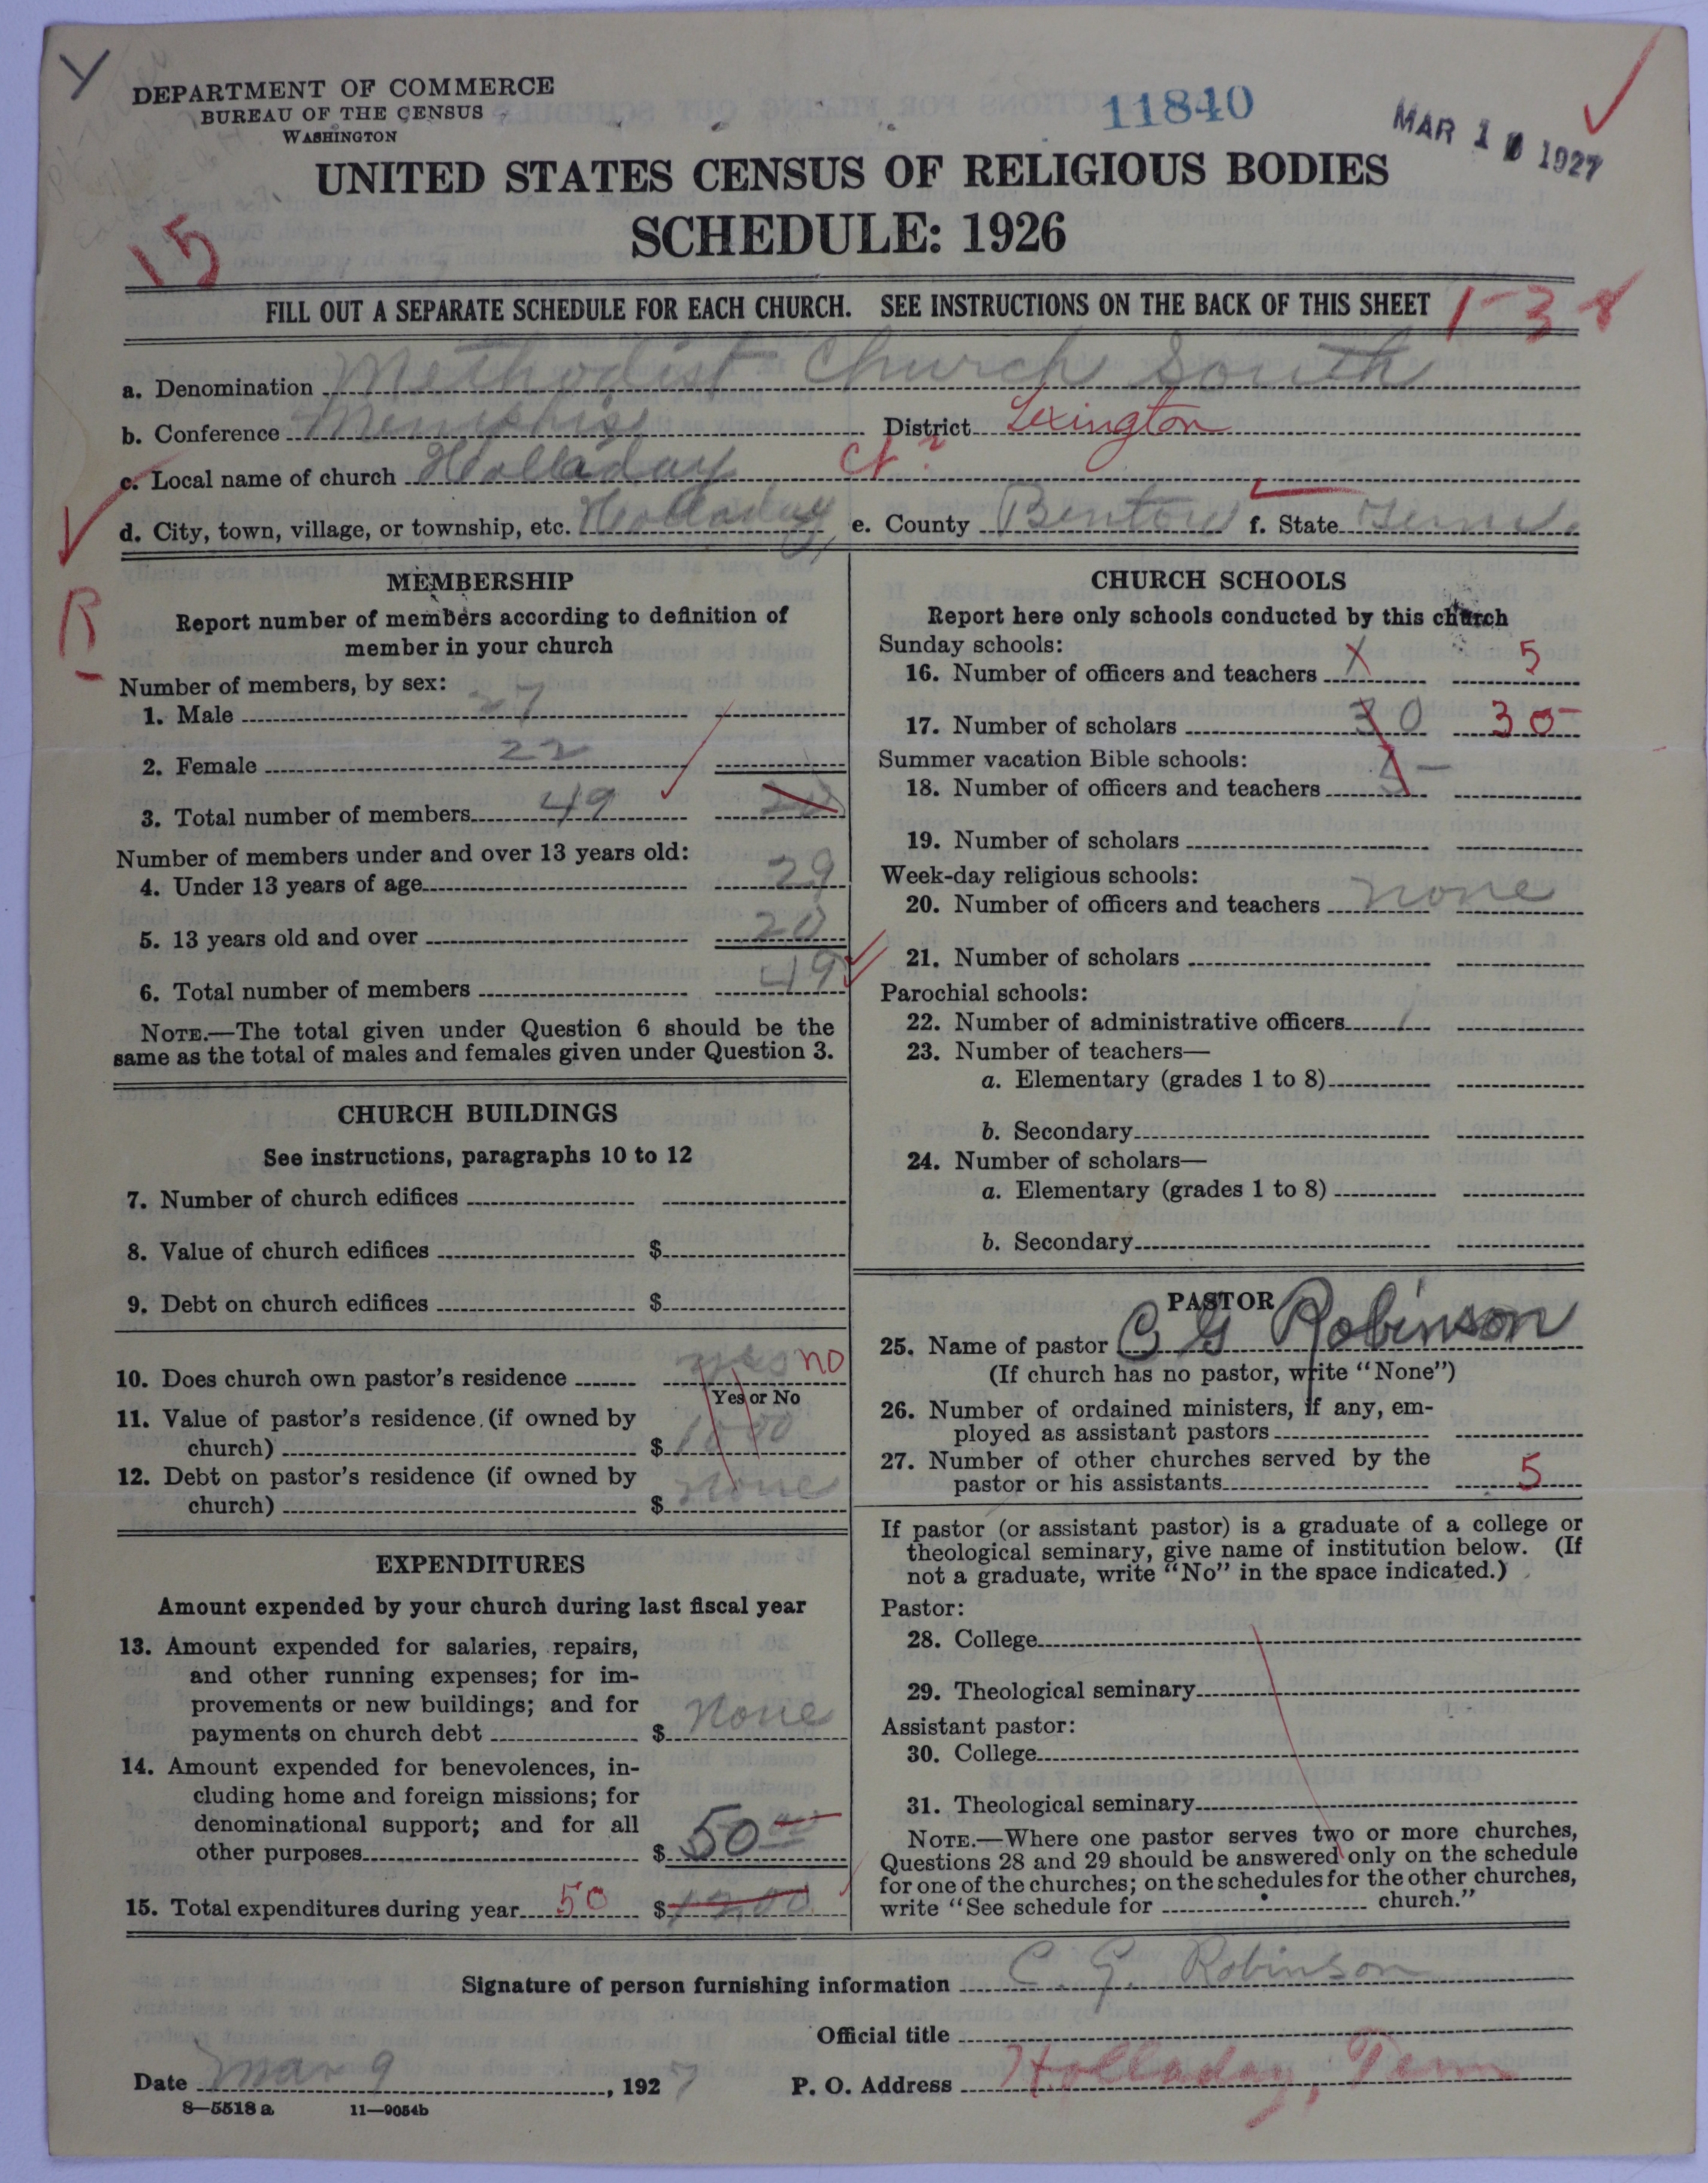 DEPARTMENT OF COMMERCE
BUREAU OF THE CENSUS
WASHINGTON
11840
MAR 10 1927
UNITED STATES CENSUS OF RELIGIOUS BODIES
SCHEDULE: 1926
15
FILL OUT A SEPARATE SCHEDULE FOR EACH CHURCH. SEE INSTRUCTIONS ON THE BACK OF THIS SHEET
1-38
a. Denomination Methodist Church South
b. Conference Memphis District Lexington
c. Local name of church Holladay ct?
d. City, town, village, or township, etc. Holladay, e. County Benton f. State Tenn.
R
MEMBERSHIP
Report number of members according to definition of
member in your church
Number of members, by sex:
1. Male 27
2. Female 22
3. Total number of members 49
Number of members under and over 13 years old:
4. Under 13 years of age 29
5. 13 years old and over 20
6. Total number of members 49
NOTE.—The total given under Question 6 should be the
same as the total of males and females given under Question 3.
CHURCH BUILDINGS
See instructions, paragraphs 10 to 12
7. Number of church edifices
8. Value of church edifices $
9. Debt on church edifices $
10. Does church own pastor's residence yes no
Yes or No
11. Value of pastor's residence (if owned by
church) $ 1000
12. Debt on pastor's residence (if owned by
church) $ none
EXPENDITURES
Amount expended by your church during last fiscal year
13. Amount expended for salaries, repairs,
and other running expenses; for im-
provements or new buildings; and for
payments on church debt $ None
14. Amount expended for benevolences, in-
cluding home and foreign missions; for
denominational support; and for all
other purposes $ 50 00
15. Total expenditures during year 50 $
CHURCH SCHOOLS
Report here only schools conducted by this church
Sunday schools:
16. Number of officers and teachers 5
17. Number of scholars 30 30
Summer vacation Bible schools:
18. Number of officers and teachers 5
19. Number of scholars
Week-day religious schools:
20. Number of officers and teachers none
21. Number of scholars
Parochial schools:
22. Number of administrative officers
23. Number of teachers—
a. Elementary (grades 1 to 8)
b. Secondary
24. Number of scholars—
a. Elementary (grades 1 to 8)
b. Secondary
PASTOR
25. Name of pastor C G Robinson
(If church has no pastor, write "None")
26. Number of ordained ministers, if any, em-
ployed as assistant pastors
27. Number of other churches served by the
pastor or his assistants 5
If pastor (or assistant pastor) is a graduate of a college or
theological seminary, give name of institution below. (If
not a graduate, write "No" in the space indicated.)
Pastor:
28. College
29. Theological seminary
Assistant pastor:
30. College
31. Theological seminary
NOTE.—Where one pastor serves two or more churches,
Questions 28 and 29 should be answered only on the schedule
for one of the churches; on the schedules for the other churches,
write "See schedule for church."
Signature of person furnishing information C. G. Robinson
Official title
Date Mar 9, 1927 P. O. Address Holladay, Tenn
8—5518 a 11—9054b